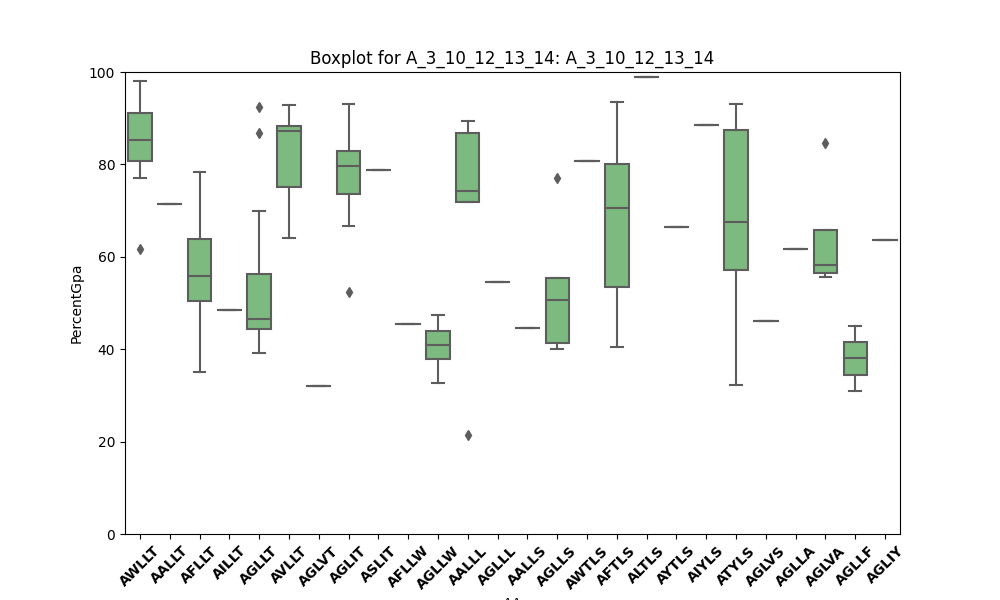 Boxplot for A_3_10_12_13_14: A_3_10_12_13_14
PercentGpa
100
80
60
40
20
0
AWLLT
AALLT
AFLLT
AILLT
AGLLT
AVLLT
AGLVT
AGLIT
ASLIT
AFLLW
AGLLW
AALLL
AGLLL
AALLS
AGLLS
AWTLS
AFTLS
ALTLS
AYTLS
AIYLS
ATYLS
AGLVS
AGLLA
AGLVA
AGLLF
AGLIY